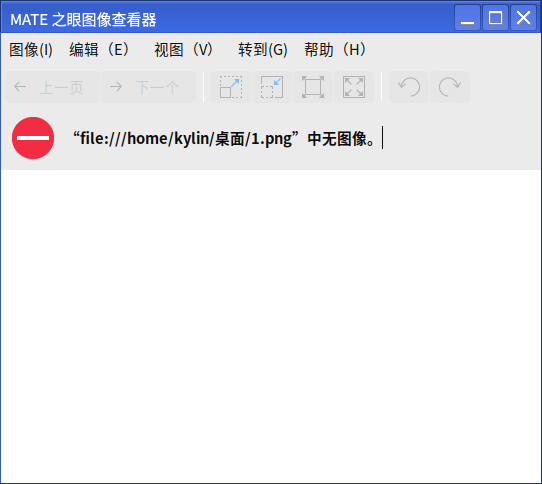 MATE 之眼图像查看器
图像(I) 编辑（E） 视图（V） 转到(G) 帮助（H）
上一页 下一个
“file:///home/kylin/桌面/1.png”中无图像。